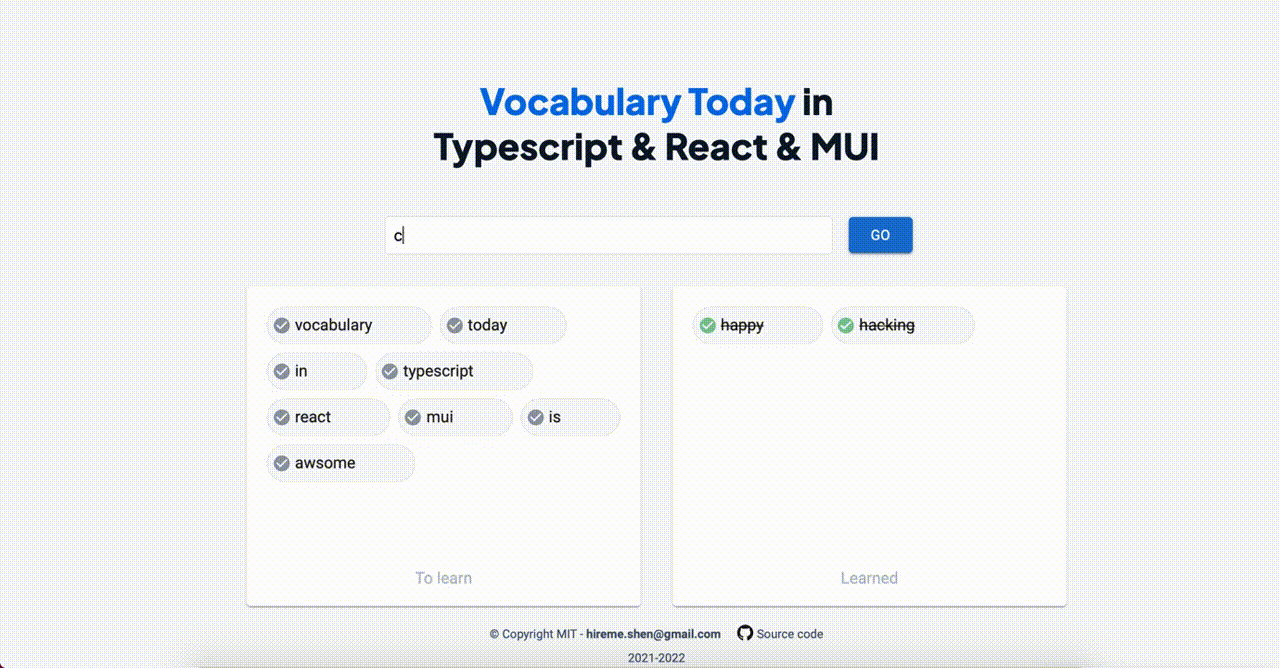 Vocabulary Today in
Typescript & React & MUI
c
GO
vocabulary today
in typescript
react mui is
awsome
To learn
happy hacking
Learned
© Copyright MIT - hireme.shen@gmail.com Source code
2021-2022